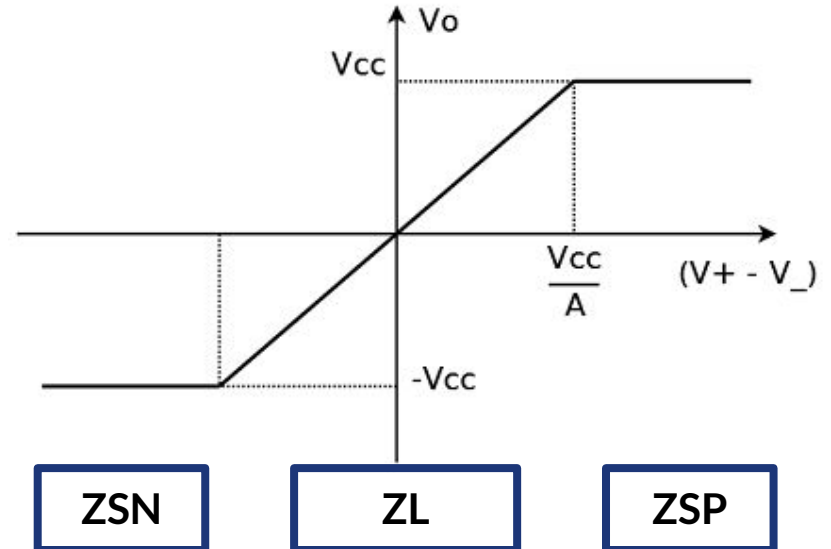 Vo
Vcc
Vcc
A
(V+ - V_)
-Vcc
ZSN ZL ZSP